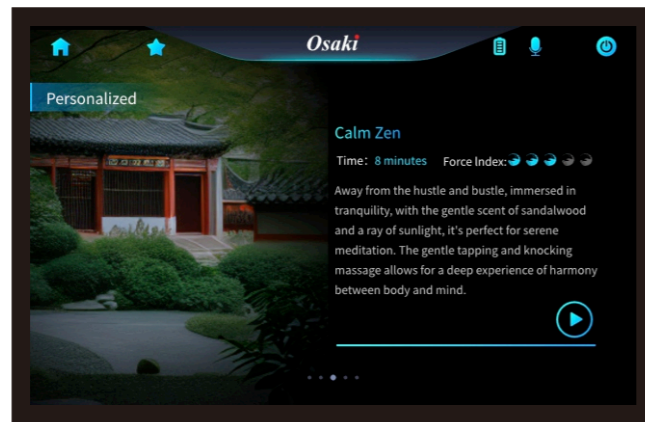 Osaki
Personalized
Calm Zen
Time: 8 minutes Force Index:
Away from the hustle and bustle, immersed in
tranquility, with the gentle scent of sandalwood
and a ray of sunlight, it's perfect for serene
meditation. The gentle tapping and knocking
massage allows for a deep experience of harmony
between body and mind.